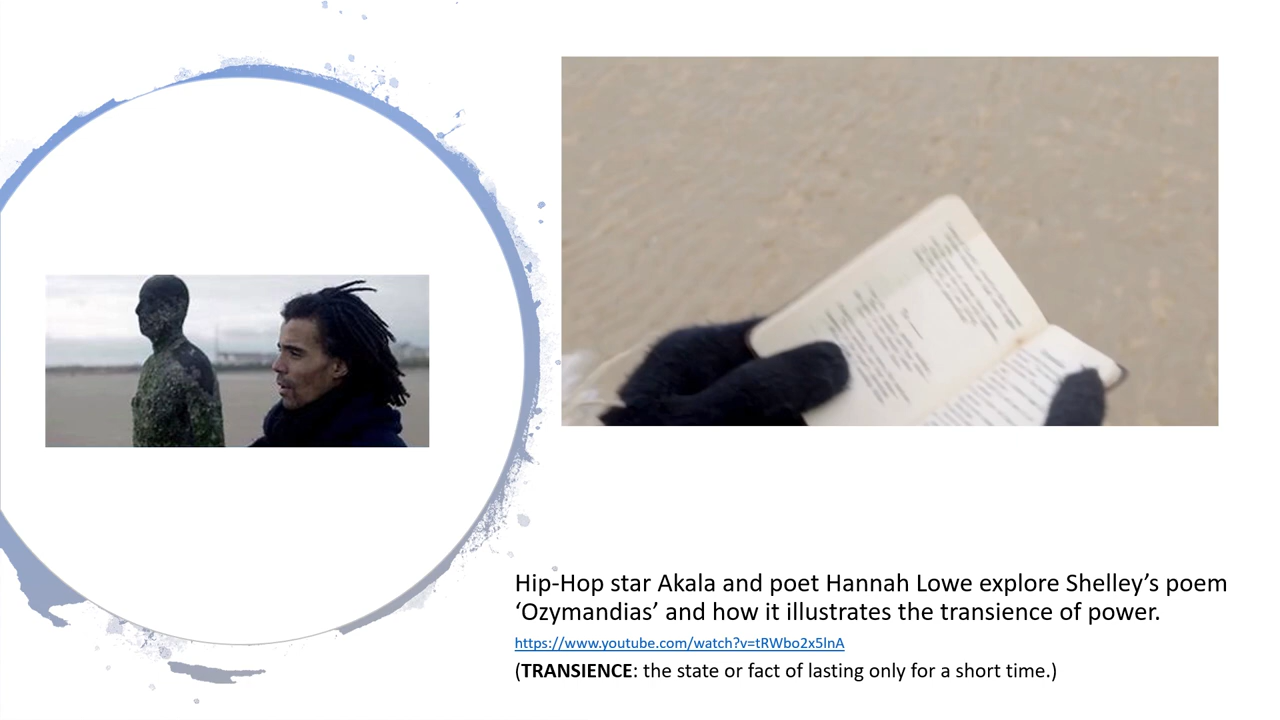 Hip-Hop star Akala and poet Hannah Lowe explore Shelley’s poem
‘Ozymandias’ and how it illustrates the transience of power.
https://www.youtube.com/watch?v=tRWbo2x5lnA
(TRANSIENCE: the state or fact of lasting only for a short time.)